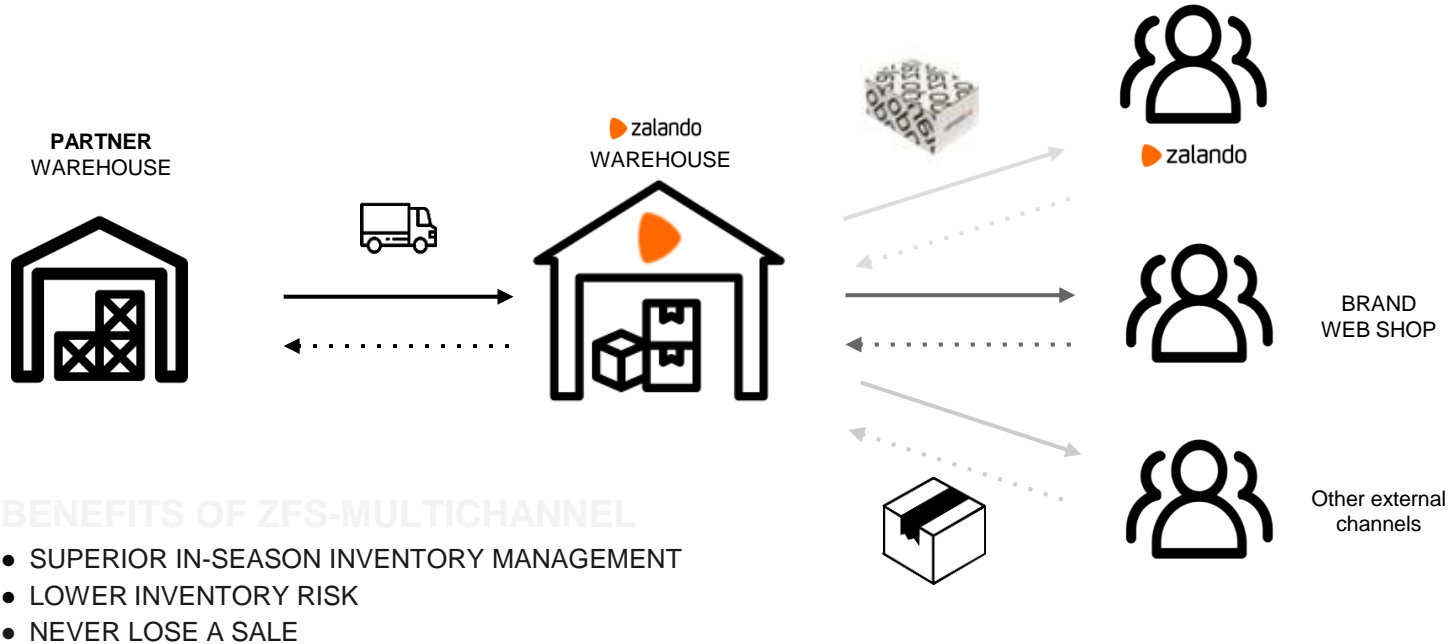 PARTNER
WAREHOUSE
zalando
WAREHOUSE
zalando
BRAND
WEB SHOP
Other external
channels
BENEFITS OF ZFS-MULTICHANNEL
● SUPERIOR IN-SEASON INVENTORY MANAGEMENT
● LOWER INVENTORY RISK
● NEVER LOSE A SALE